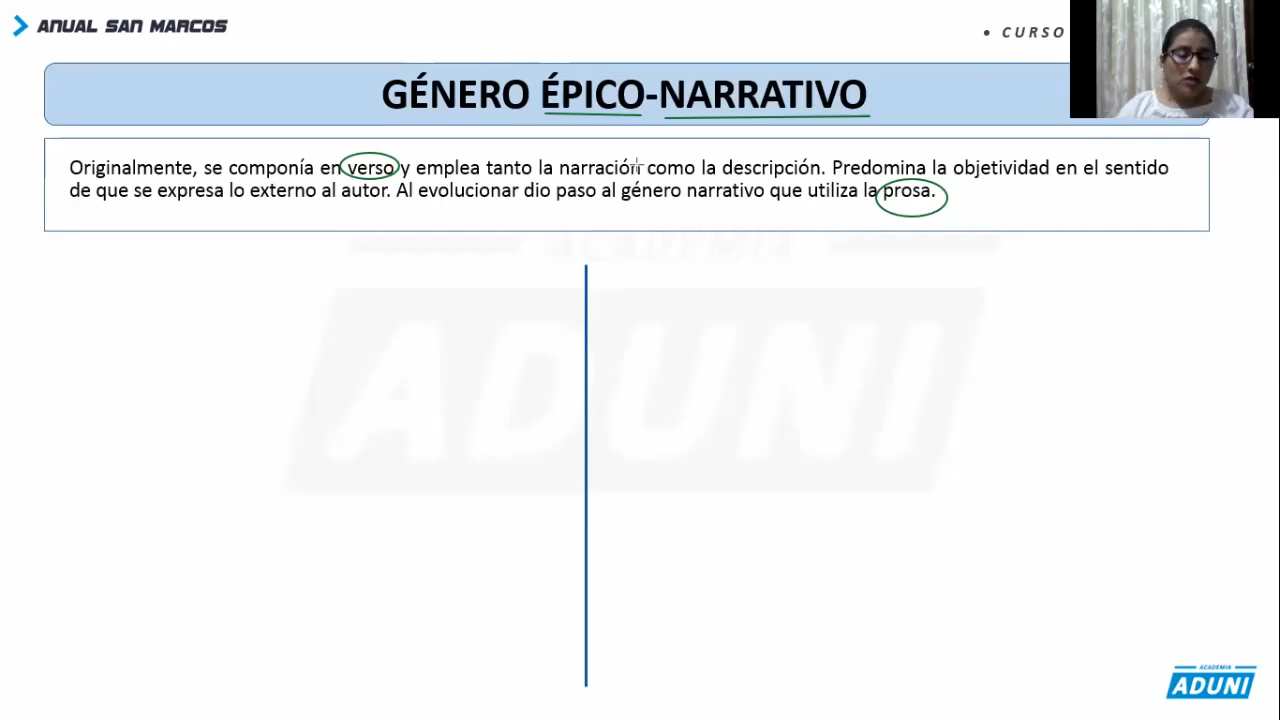 ANUAL SAN MARCOS
• CURSO
GÉNERO ÉPICO-NARRATIVO
Originalmente, se componía en verso y emplea tanto la narración como la descripción. Predomina la objetividad en el sentido
de que se expresa lo externo al autor. Al evolucionar dio paso al género narrativo que utiliza la prosa.
ACADEMIA
ADUNI
ACADEMIA
ADUNI